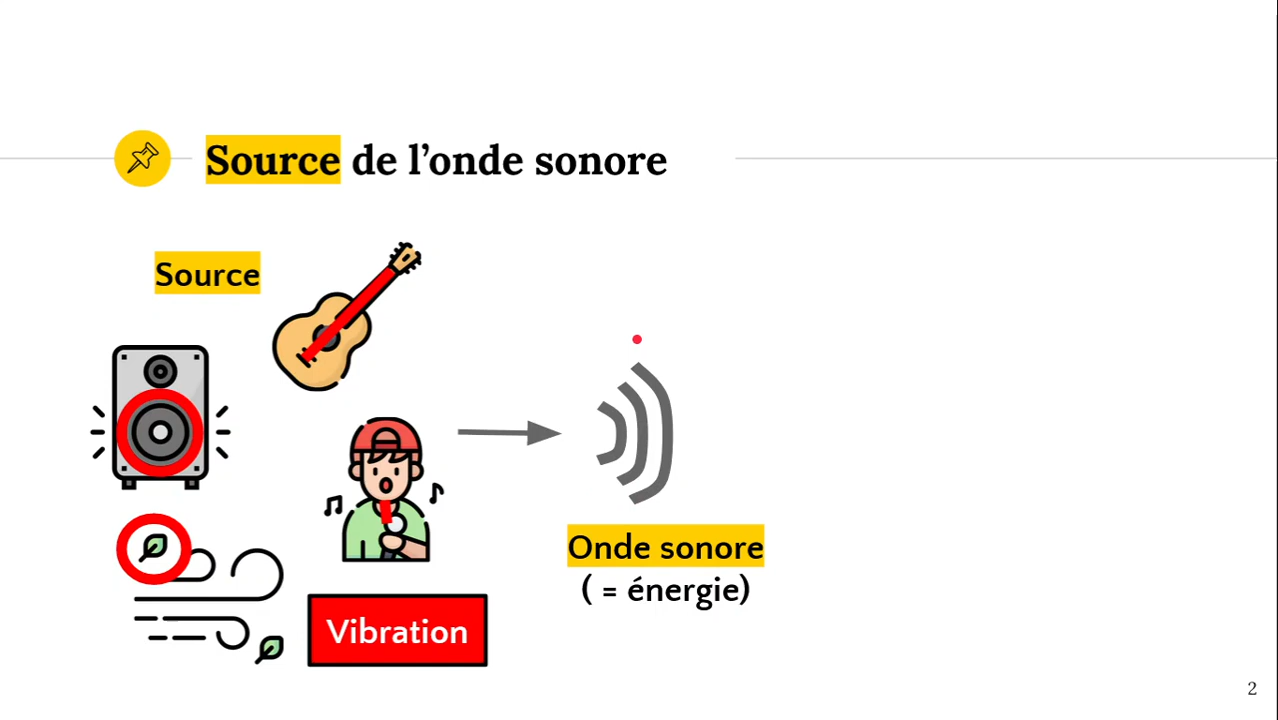 Source de l’onde sonore
Source
Onde sonore
( = énergie)
Vibration
2